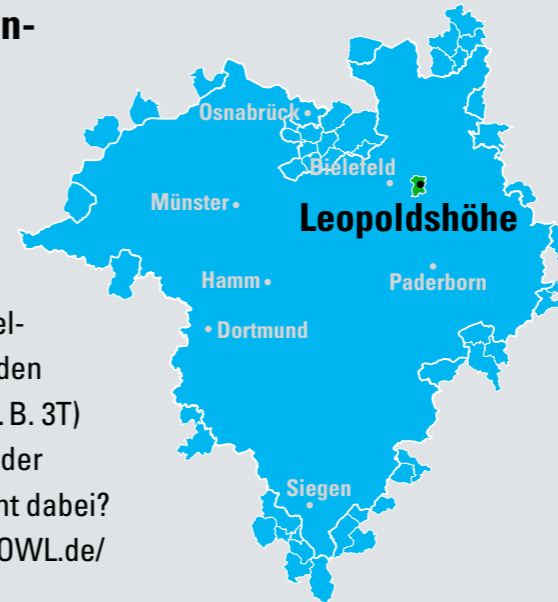 n-
Osnabrück
Bielefeld
Münster
Leopoldshöhe
Hamm
Paderborn
Dortmund
el-
den
. B. 3T)
der
Siegen
nt dabei?
OWL.de/